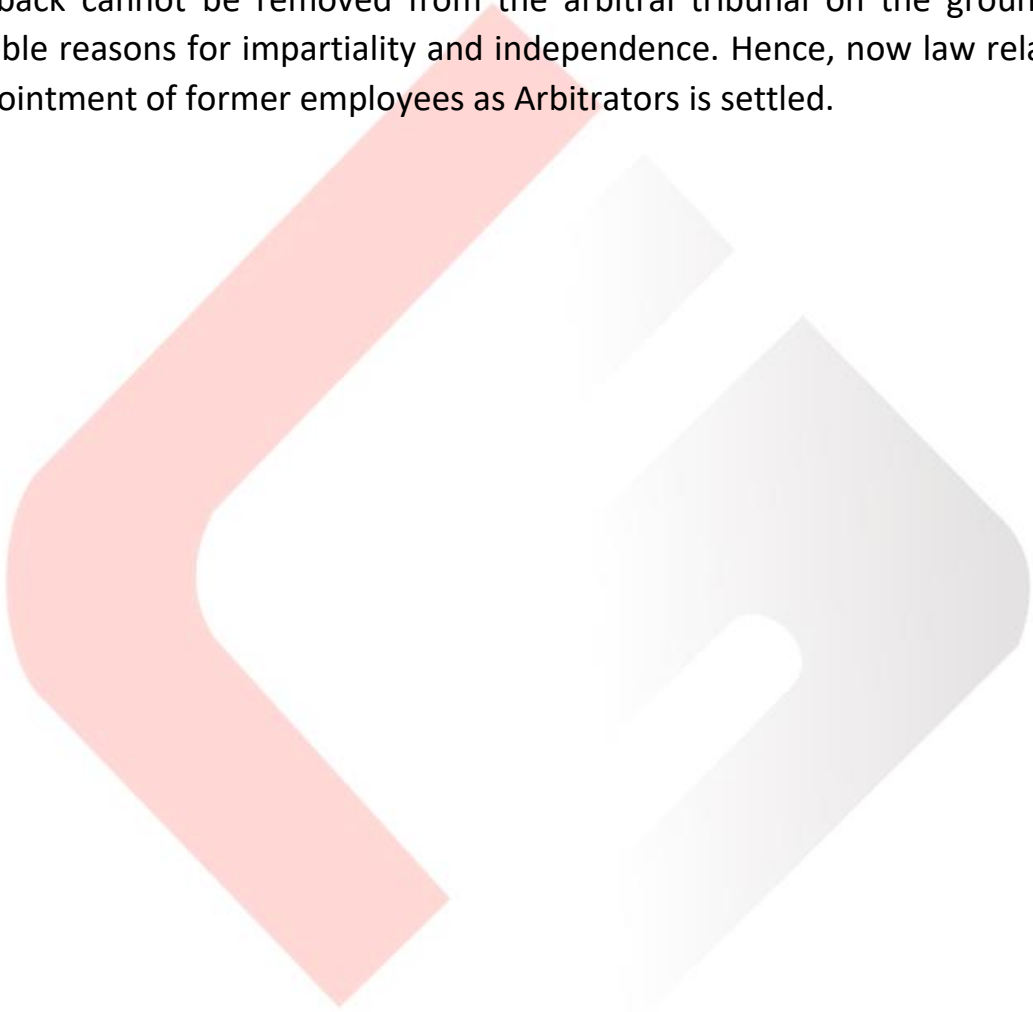 back cannot be removed from the arbitral tribunal on the ground
ble reasons for impartiality and independence. Hence, now law rela
ointment of former employees as Arbitrators is settled.